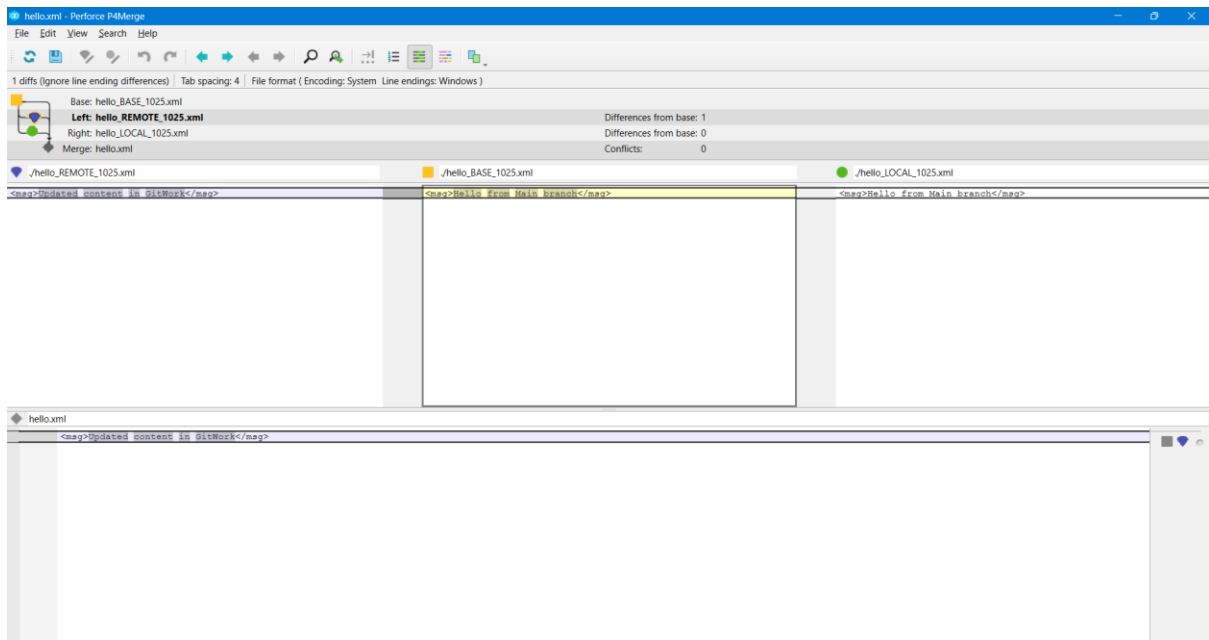 hello.xml - Perforce P4Merge
File Edit View Search Help
1 diffs (Ignore line ending differences) Tab spacing: 4 File format ( Encoding: System Line endings: Windows )
Base: hello_BASE_1025.xml
Left: hello_REMOTE_1025.xml Differences from base: 1
Right: hello_LOCAL_1025.xml Differences from base: 0
Merge: hello.xml Conflicts: 0
./hello_REMOTE_1025.xml ./hello_BASE_1025.xml ./hello_LOCAL_1025.xml
<msg>Updated content in GitWork</msg> <msg>Hello from Main branch</msg> <msg>Hello from Main branch</msg>
hello.xml
<msg>Updated content in GitWork</msg>